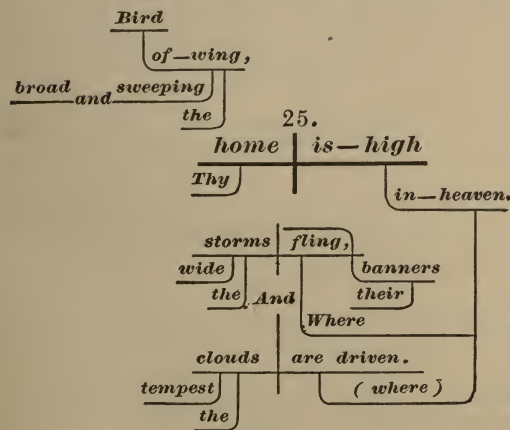 Bird
of—wing,
broad and sweeping
the
25.
home is—high
Thy
in—heaven.
storms fling,
wide banners
the And their
Where
clouds are driven.
tempest (where)
the